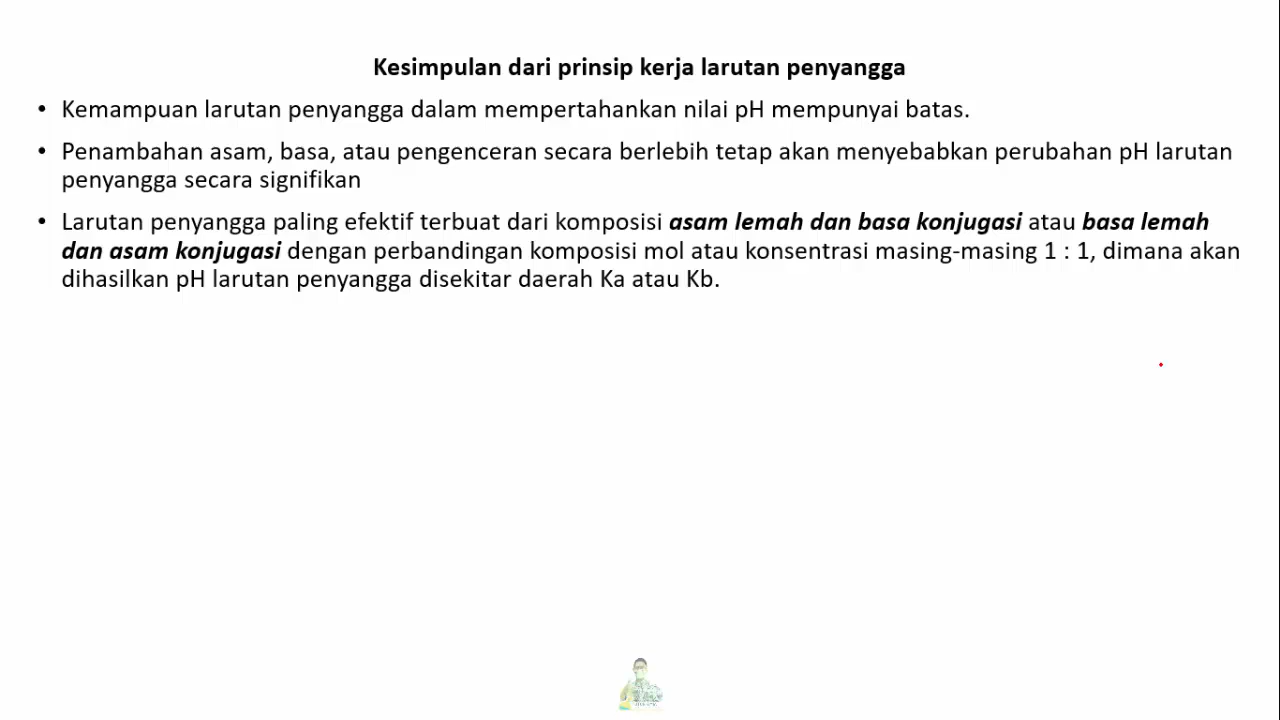 Kesimpulan dari prinsip kerja larutan penyangga
• Kemampuan larutan penyangga dalam mempertahankan nilai pH mempunyai batas.
• Penambahan asam, basa, atau pengenceran secara berlebih tetap akan menyebabkan perubahan pH larutan
penyangga secara signifikan
• Larutan penyangga paling efektif terbuat dari komposisi asam lemah dan basa konjugasi atau basa lemah
dan asam konjugasi dengan perbandingan komposisi mol atau konsentrasi masing-masing 1 : 1, dimana akan
dihasilkan pH larutan penyangga disekitar daerah Ka atau Kb.